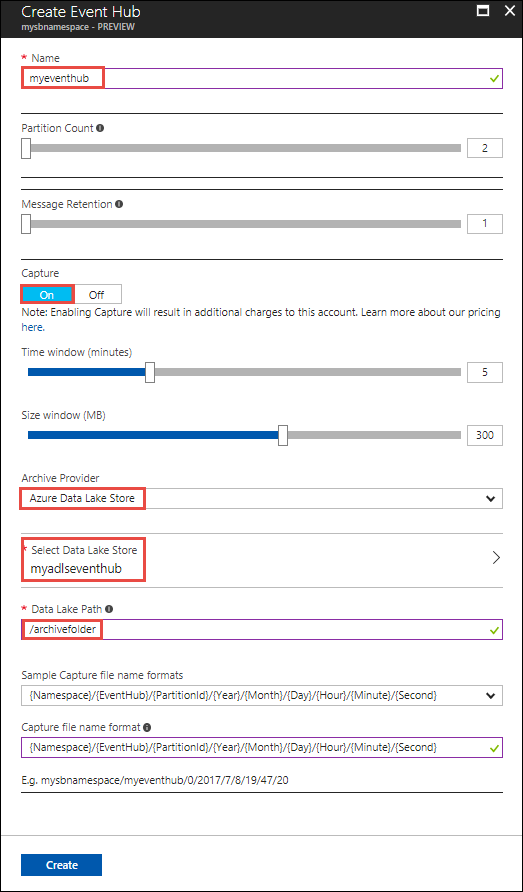 Create Event Hub
mysbnamespace - PREVIEW
* Name
myeventhub
Partition Count
2
Message Retention
1
Capture
On Off
Note: Enabling Capture will result in additional charges to this account. Learn more about our pricing
here.
Time window (minutes)
5
Size window (MB)
300
Archive Provider
Azure Data Lake Store
* Select Data Lake Store
myadlseventhub
* Data Lake Path
/archivefolder
Sample Capture file name formats
{Namespace}/{EventHub}/{PartitionId}/{Year}/{Month}/{Day}/{Hour}/{Minute}/{Second}
Capture file name format
{Namespace}/{EventHub}/{PartitionId}/{Year}/{Month}/{Day}/{Hour}/{Minute}/{Second}
E.g. mysbnamespace/myeventhub/0/2017/7/8/19/47/20
Create